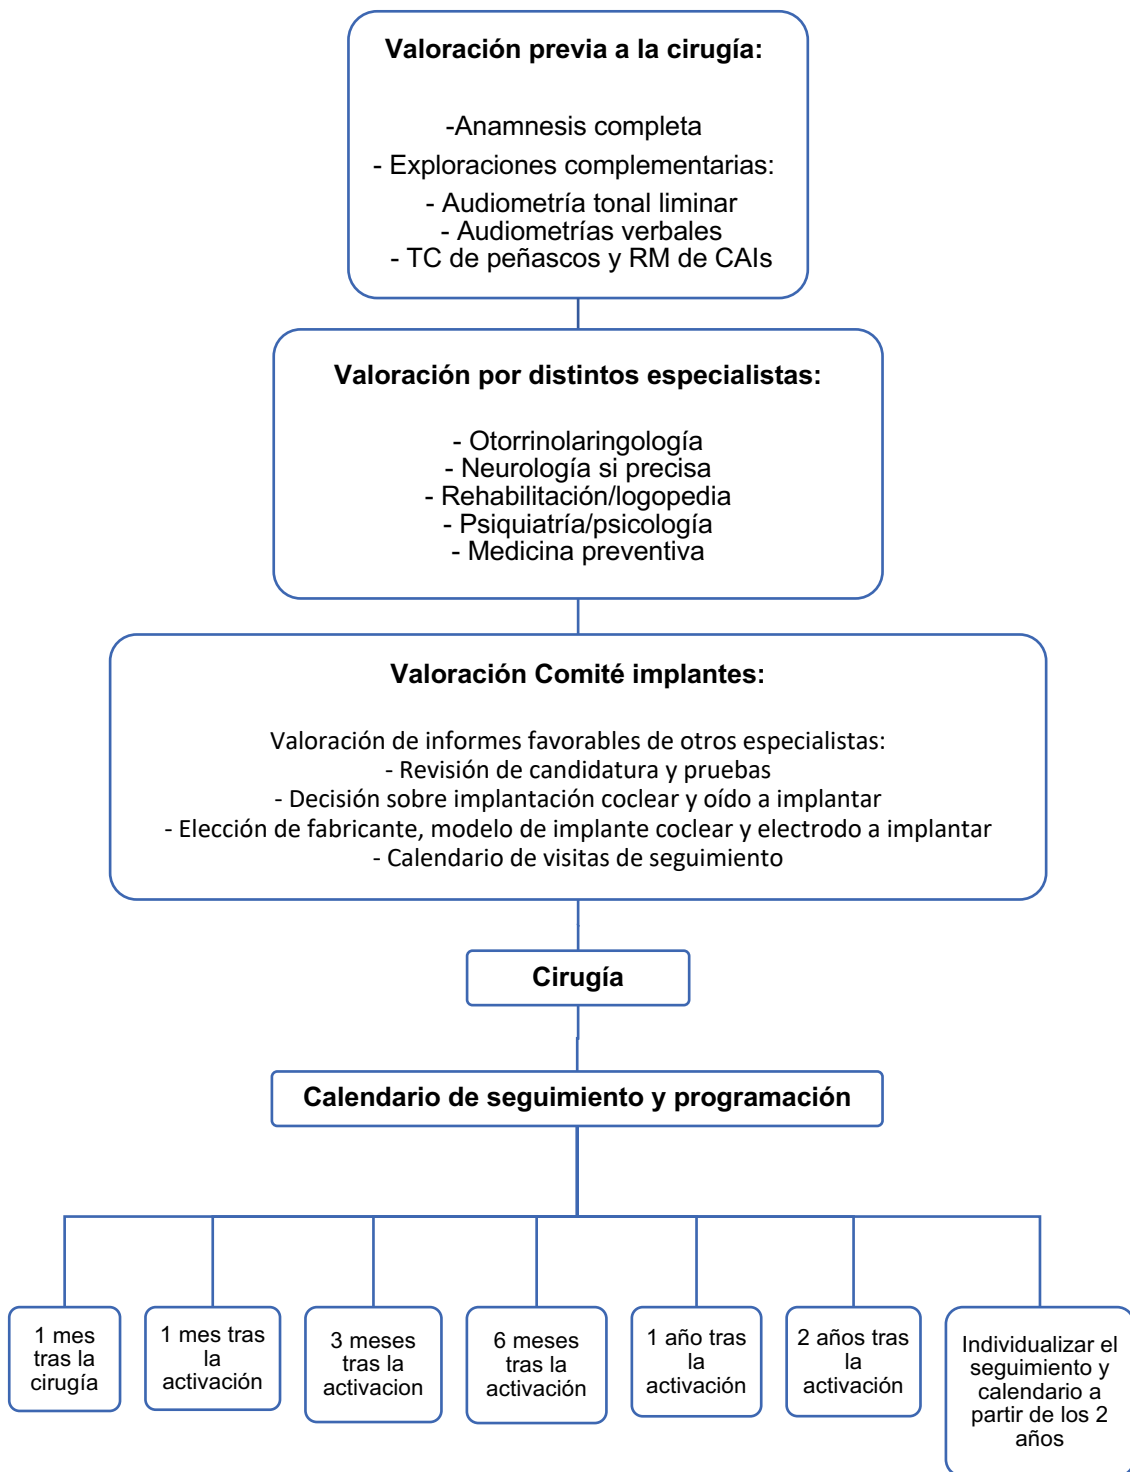 Valoración previa a la cirugía:
-Anamnesis completa
- Exploraciones complementarias:
- Audiometría tonal liminar
- Audiometrías verbales
- TC de peñascos y RM de CAIs
Valoración por distintos especialistas:
- Otorrinolaringología
- Neurología si precisa
- Rehabilitación/logopedia
- Psiquiatría/psicología
- Medicina preventiva
Valoración Comité implantes:
Valoración de informes favorables de otros especialistas:
- Revisión de candidatura y pruebas
- Decisión sobre implantación coclear y oído a implantar
- Elección de fabricante, modelo de implante coclear y electrodo a implantar
- Calendario de visitas de seguimiento
Cirugía
Calendario de seguimiento y programación
1 mes
tras la
cirugía
1 mes tras
la
activación
3 meses
tras la
activacion
6 meses
tras la
activación
1 año tras
la
activación
2 años tras
la
activación
Individualizar el
seguimiento y
calendario a
partir de los 2
años